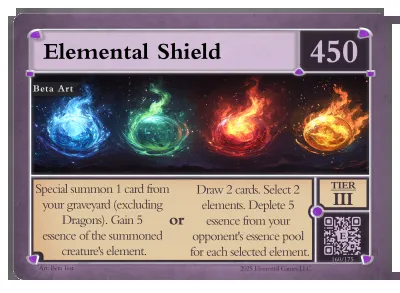 Elemental Shield
450
Beta Art
Special summon 1 card from
your graveyard (excluding
Dragons). Gain 5
essence of the summoned
creature's element.
or
Draw 2 cards. Select 2
elements. Deplete 5
essence from your
opponent's essence pool
for each selected element.
TIER
III
160/175
Art: Beta Test
2025 Elemental Games LLC